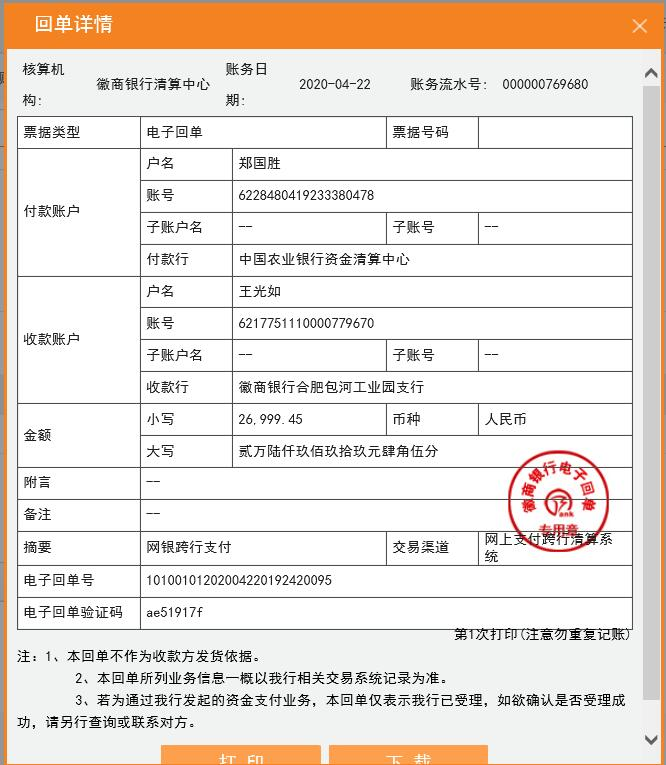 回单详情
核算机构: 徽商银行清算中心 账务日期: 2020-04-22 账务流水号: 000000769680
票据类型 电子回单 票据号码
付款账户
户名 郑国胜
账号 6228480419233380478
子账户名 -- 子账号 --
付款行 中国农业银行资金清算中心
收款账户
户名 王光如
账号 6217751110000779670
子账户名 -- 子账号 --
收款行 徽商银行合肥包河工业园支行
金额
小写 26,999.45 币种 人民币
大写 贰万陆仟玖佰玖拾玖元肆角伍分
附言 --
备注 --
徽商银行电子回单
Bank
专用章
摘要 网银跨行支付 交易渠道 网上支付跨行清算系统
电子回单号 10100101202004220192420095
电子回单验证码 ae51917f
第1次打印(注意勿重复记账)
注: 1、本回单不作为收款方发货依据。
2、本回单所列业务信息一概以我行相关交易系统记录为准。
3、若为通过我行发起的资金支付业务，本回单仅表示我行已受理，如欲确认是否受理成
功，请另行查询或联系对方。
打 印 下 载